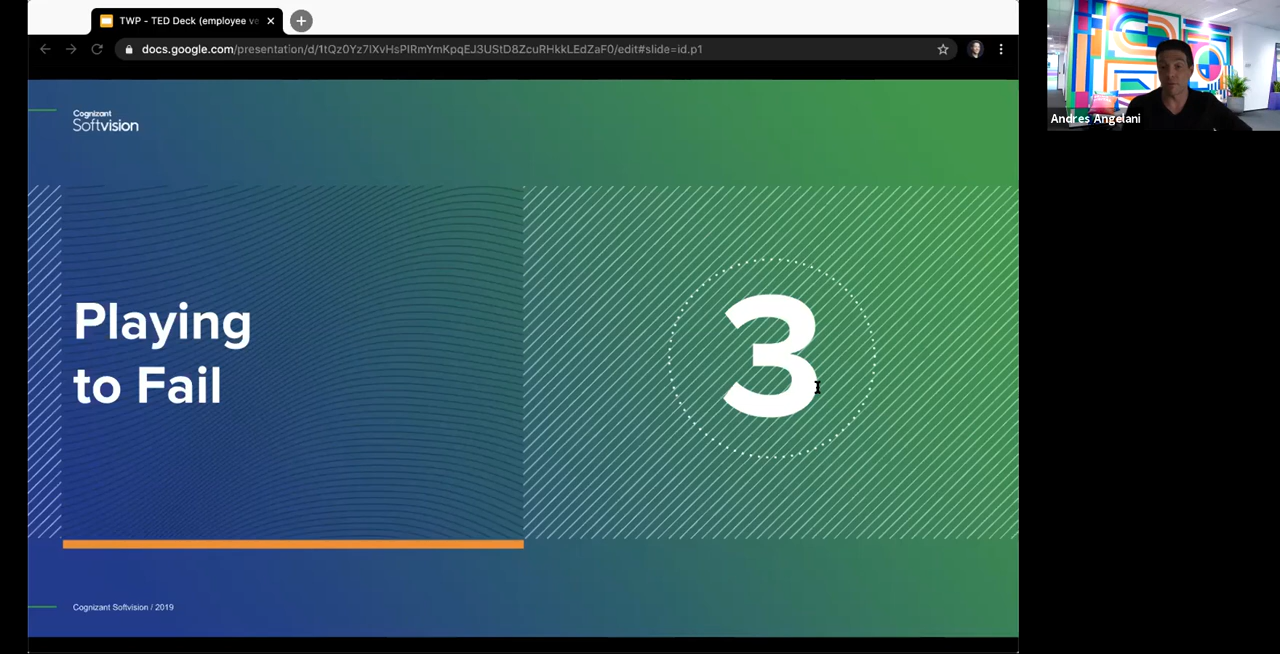 TWP - TED Deck (employee ve
docs.google.com/presentation/d/1tQz0Yz7lXvHsPIRmYmKpqEJ3UStD8ZcuRHkkLEdZaF0/edit#slide=id.p1
Andres Angelani
Cognizant
Softvision
Playing
to Fail
3
Cognizant Softvision / 2019